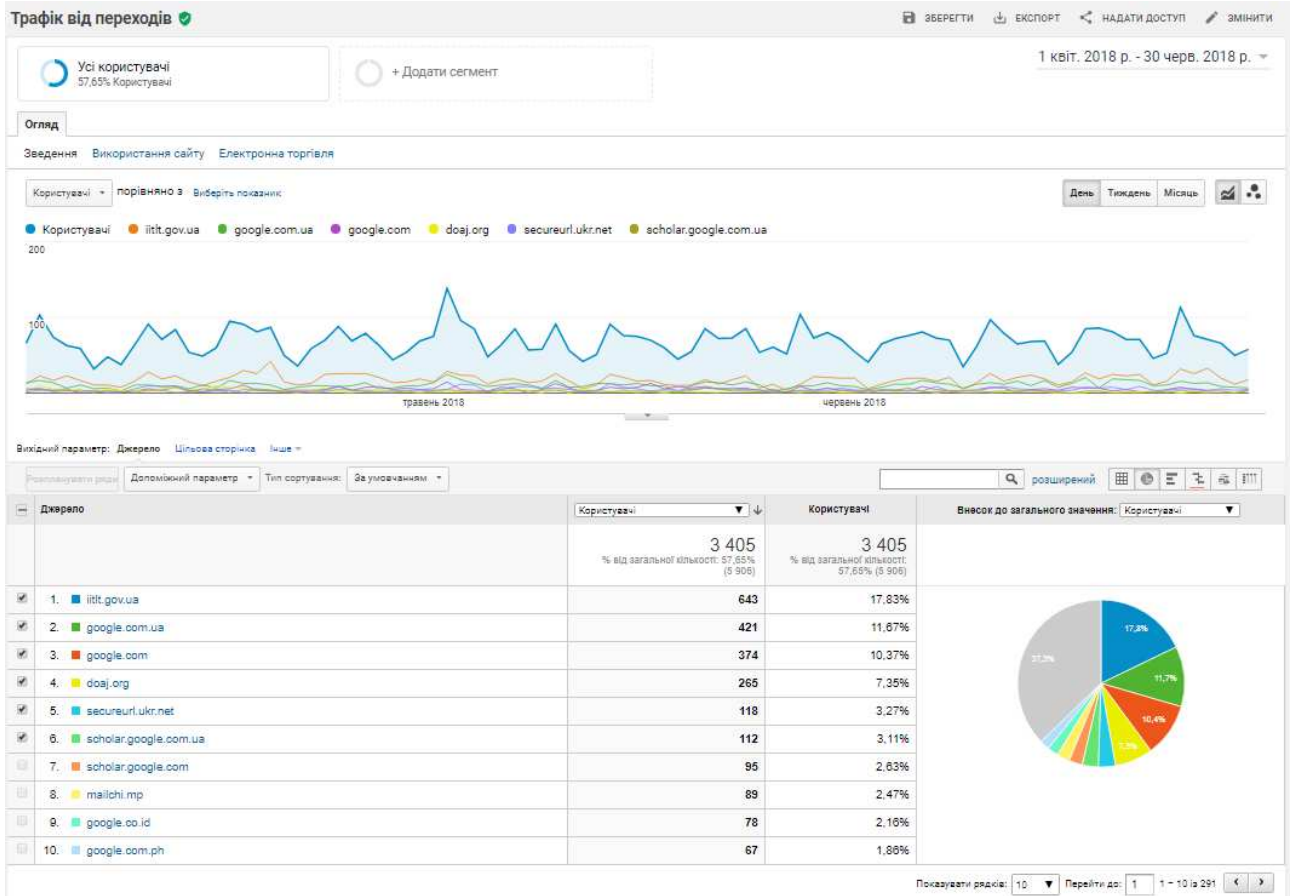 Трафік від переходів
ЗБЕРЕГТИ ЕКСПОРТ НАДАТИ ДОСТУП ЗМІНИТИ
Усі користувачі
57,65% Користувачі
+ Додати сегмент
1 квіт. 2018 р. - 30 черв. 2018 р.
Огляд
Зведення Використання сайту Електронна торгівля
Користувачі порівняно з Виберіть показник
День Тиждень Місяць
Користувачі iitlt.gov.ua google.com.ua google.com doaj.org secureurl.ukr.net scholar.google.com.ua
200
100
травень 2018 червень 2018
Вихідний параметр: Джерело Цільова сторінка Інше
Розпланувати рядки Допоміжний параметр Тип сортування: За умовчанням
розширений
Джерело Користувачі Користувачі Внесок до загального значення: Користувачі
3 405 3 405
% від загальної кількості: 57,65% (5 906)
% від загальної кількості: 57,65% (5 906)
1. iitlt.gov.ua 643 17,83%
2. google.com.ua 421 11,67%
3. google.com 374 10,37%
4. doaj.org 265 7,35%
5. secureurl.ukr.net 118 3,27%
6. scholar.google.com.ua 112 3,11%
7. scholar.google.com 95 2,63%
8. mailchi.mp 89 2,47%
9. google.co.id 78 2,16%
10. google.com.ph 67 1,86%
17,8%
11,7%
10,4%
7,3%
37,3%
Показувати рядків: 10 Перейти до: 1 1 – 10 із 291